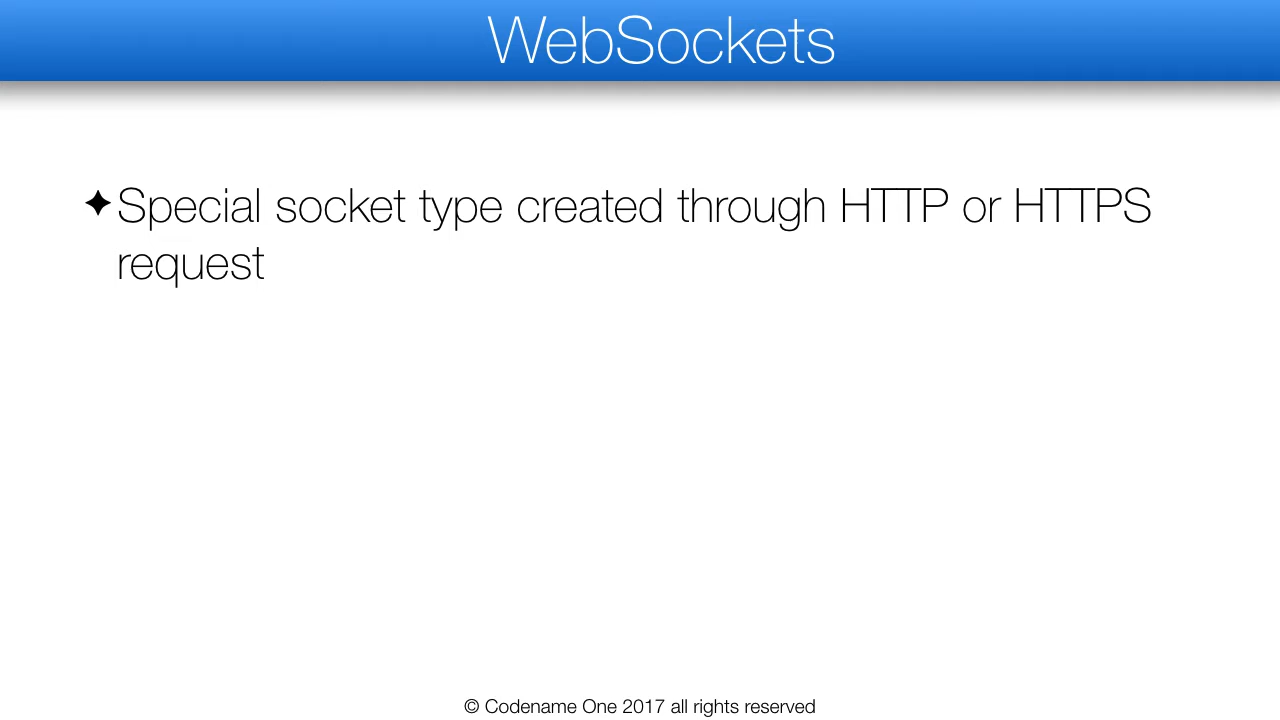 WebSockets
✦Special socket type created through HTTP or HTTPS
request
© Codename One 2017 all rights reserved